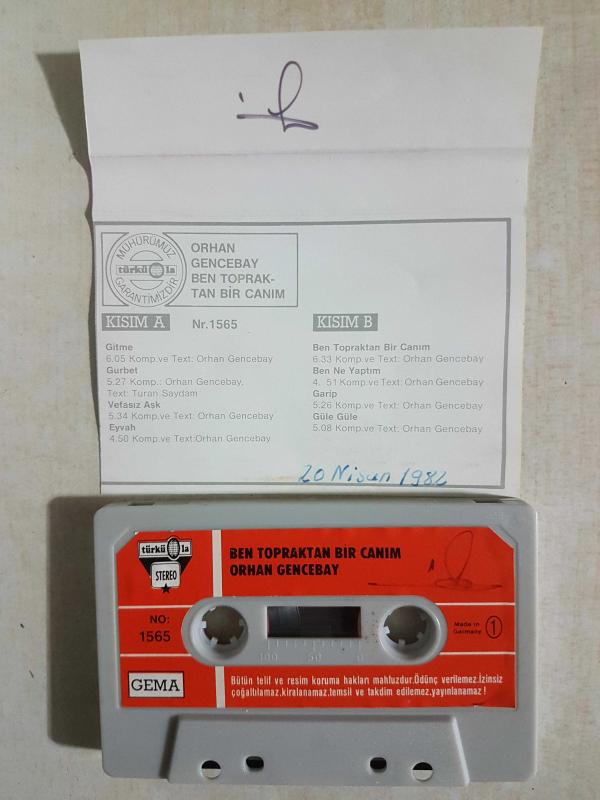 MÜHÜRÜMÜZ
türkü la
GARANTİMİZDİR
ORHAN
GENCEBAY
BEN TOPRAK-
TAN BİR CANIM
KISIM A Nr.1565
Gitme
6.05 Komp.ve Text: Orhan Gencebay
Gurbet
5.27 Komp.: Orhan Gencebay,
Text: Turan Saydam
Vefasız Aşk
5.34 Komp.ve Text: Orhan Gencebay
Eyvah
4.50 Komp.ve Text:Orhan Gencebay
KISIM B
Ben Topraktan Bir Canım
6.33 Komp.ve Text: Orhan Gencebay
Ben Ne Yaptım
4. 51 Komp.ve Text: Orhan Gencebay
Garip
5.26 Komp.ve Text: Orhan Gencebay
Güle Güle
5.08 Komp.ve Text: Orhan Gencebay
20 Nisan 1982
türkü la
STEREO
BEN TOPRAKTAN BİR CANIM
ORHAN GENCEBAY
NO:
1565
100 50 0
Made in
Germany
1
GEMA
Bütün telif ve resim koruma hakları mahfuzdur.Ödünç verilemez.İzinsiz
çoğaltılamaz,kiralanamaz,temsil ve takdim edilemez,yayınlanamaz!